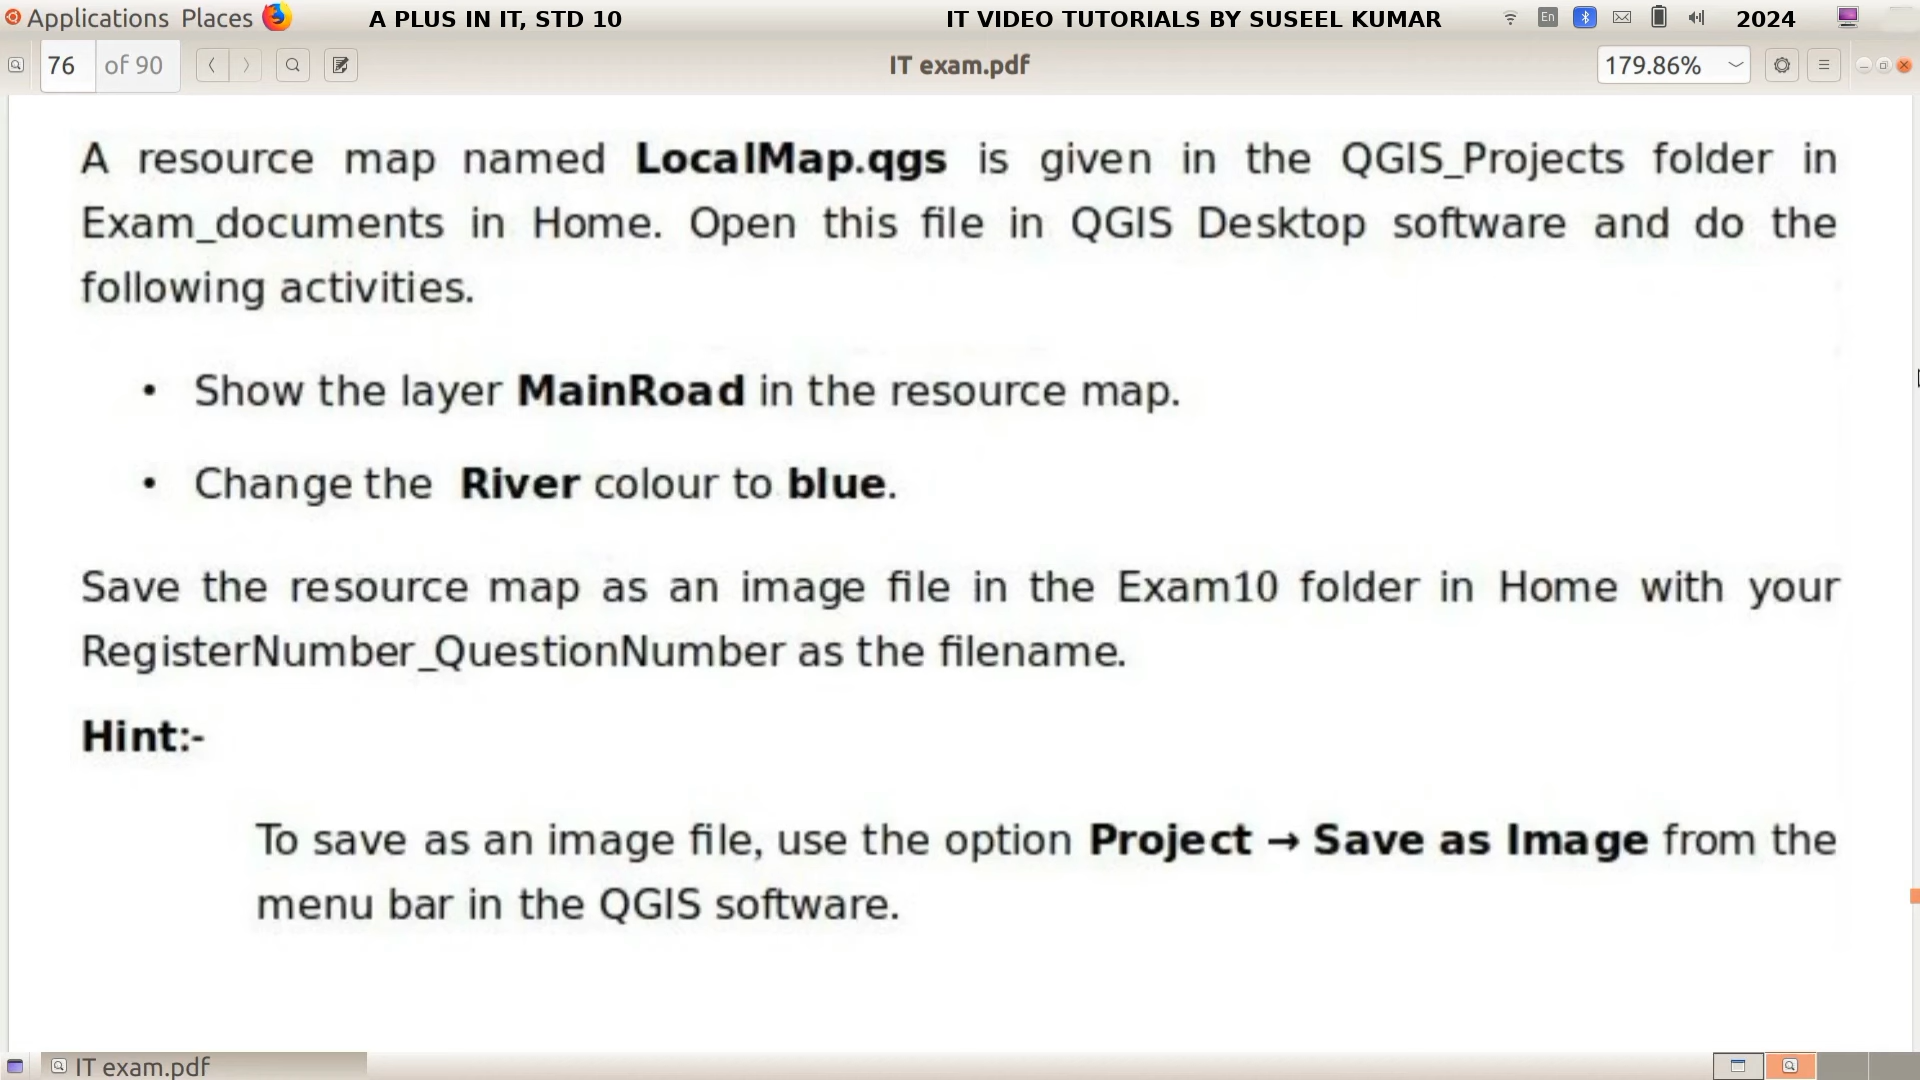 Applications Places A PLUS IN IT, STD 10 IT VIDEO TUTORIALS BY SUSEEL KUMAR En 2024
76 of 90 IT exam.pdf 179.86%
A resource map named LocalMap.qgs is given in the QGIS_Projects folder in
Exam_documents in Home. Open this file in QGIS Desktop software and do the
following activities.
• Show the layer MainRoad in the resource map.
• Change the River colour to blue.
Save the resource map as an image file in the Exam10 folder in Home with your
RegisterNumber_QuestionNumber as the filename.
Hint:-
To save as an image file, use the option Project → Save as Image from the
menu bar in the QGIS software.
IT exam.pdf